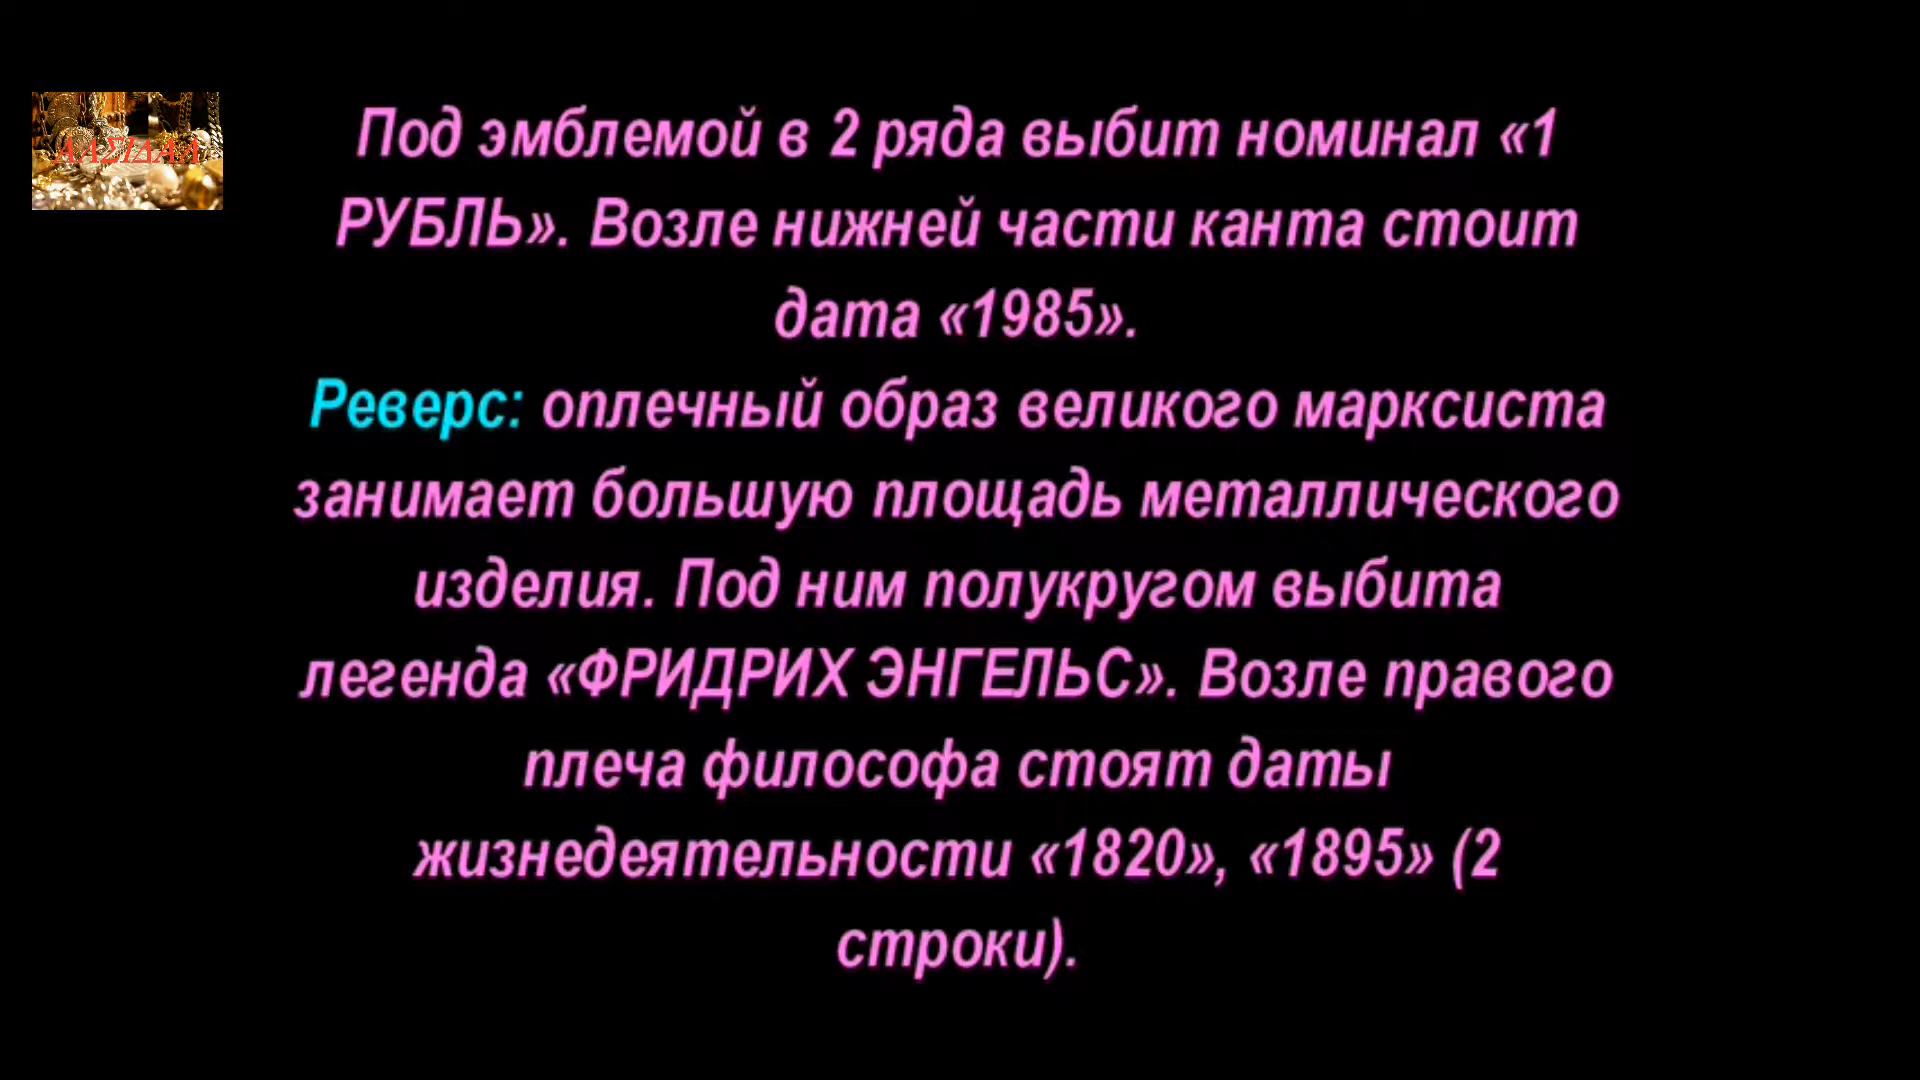 Под эмблемой в 2 ряда выбит номинал «1
РУБЛЬ». Возле нижней части канта стоит
дата «1985».
Реверс: оплечный образ великого марксиста
занимает большую площадь металлического
изделия. Под ним полукругом выбита
легенда «ФРИДРИХ ЭНГЕЛЬС». Возле правого
плеча философа стоят даты
жизнедеятельности «1820», «1895» (2
строки).